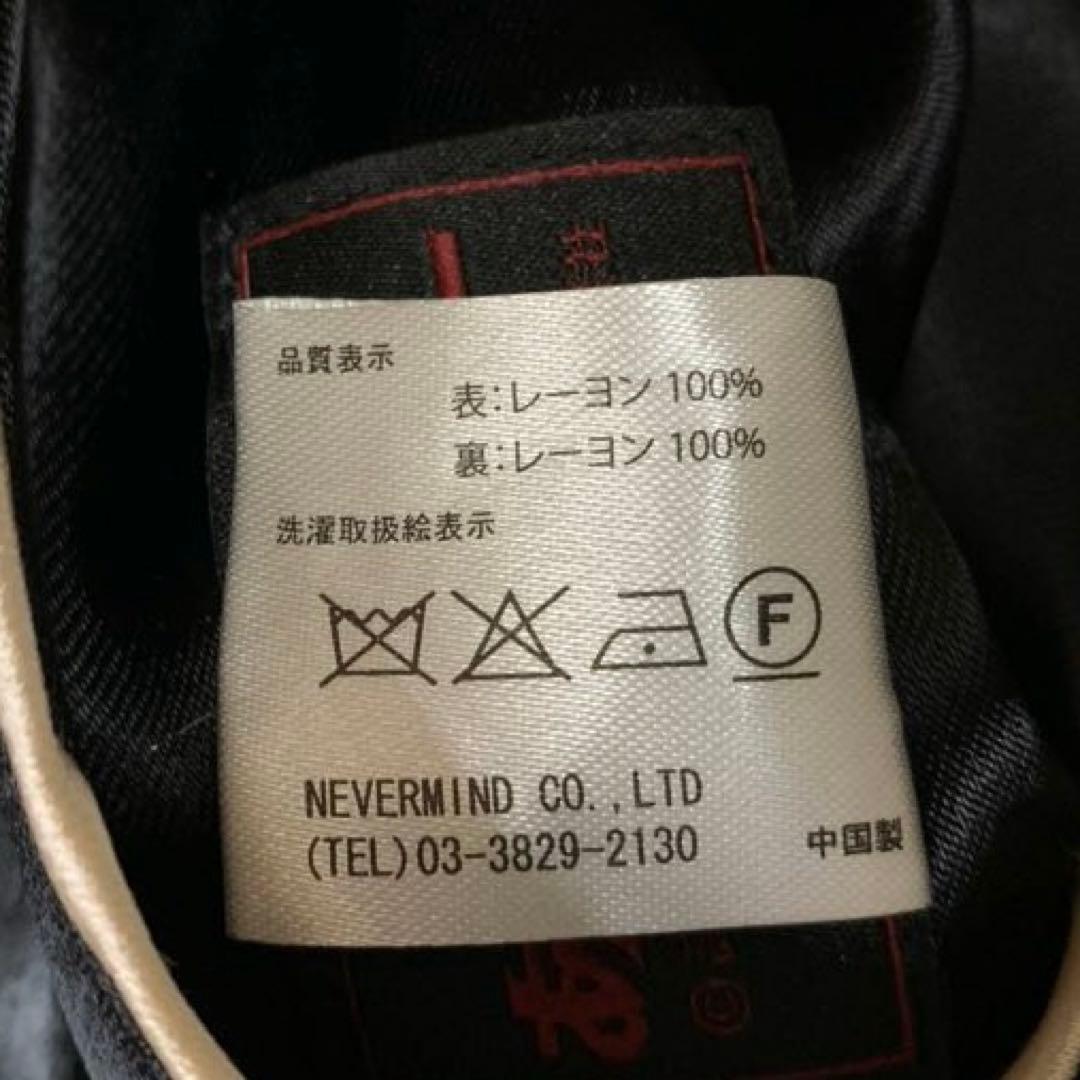 品質表示
表:レーヨン 100%
裏:レーヨン 100%
洗濯取扱絵表示
F
NEVERMIND CO.,LTD
(TEL)03-3829-2130
中国製